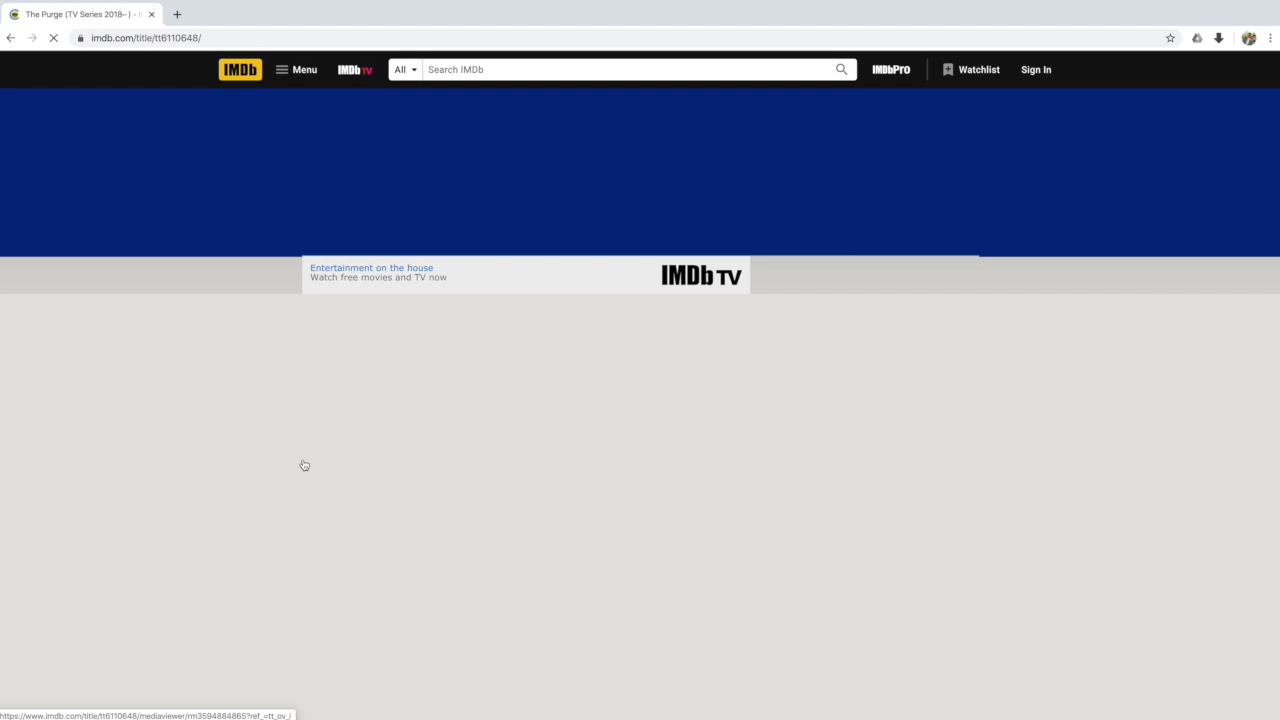 The Purge (TV Series 2018– ) - I
imdb.com/title/tt6110648/
IMDb Menu IMDb TV All Search IMDb IMDbPro Watchlist Sign In
Entertainment on the house
Watch free movies and TV now
IMDb TV
https://www.imdb.com/title/tt6110648/mediaviewer/rm3594884865?ref_=tt_ov_i